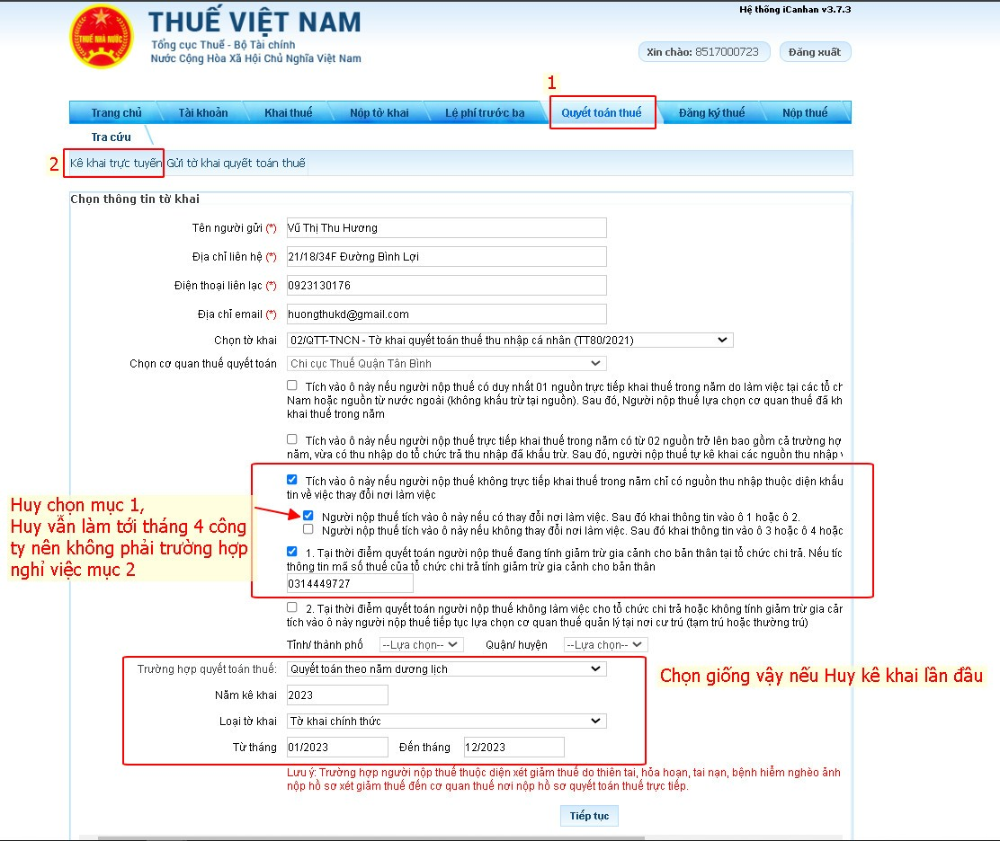 Hệ thống iCanhan v3.7.3
THUẾ NHÀ NƯỚC
THUẾ VIỆT NAM
Tổng cục Thuế - Bộ Tài chính
Nước Cộng Hòa Xã Hội Chủ Nghĩa Việt Nam
Xin chào: 8517000723
Đăng xuất
1
Trang chủ
Tài khoản
Khai thuế
Nộp tờ khai
Lệ phí trước bạ
Quyết toán thuế
Đăng ký thuế
Nộp thuế
Tra cứu
2
Kê khai trực tuyến
Gửi tờ khai quyết toán thuế
Chọn thông tin tờ khai
Tên người gửi (*) Vũ Thị Thu Hương
Địa chỉ liên hệ (*) 21/18/34F Đường Bình Lợi
Điện thoại liên lạc (*) 0923130176
Địa chỉ email (*) huongthukd@gmail.com
Chọn tờ khai 02/QTT-TNCN - Tờ khai quyết toán thuế thu nhập cá nhân (TT80/2021)
Chọn cơ quan thuế quyết toán Chi cục Thuế Quận Tân Bình
Tích vào ô này nếu người nộp thuế có duy nhất 01 nguồn trực tiếp khai thuế trong năm do làm việc tại các tổ ch
Nam hoặc nguồn từ nước ngoài (không khấu trừ tại nguồn). Sau đó, Người nộp thuế lựa chọn cơ quan thuế đã kh
khai thuế trong năm
Tích vào ô này nếu người nộp thuế trực tiếp khai thuế trong năm có từ 02 nguồn trở lên bao gồm cả trường hợ
năm, vừa có thu nhập do tổ chức trả thu nhập đã khấu trừ. Sau đó, người nộp thuế tự kê khai các nguồn thu nhập v
Tích vào ô này nếu người nộp thuế không trực tiếp khai thuế trong năm chỉ có nguồn thu nhập thuộc diện khấu
tin về việc thay đổi nơi làm việc
Người nộp thuế tích vào ô này nếu có thay đổi nơi làm việc. Sau đó khai thông tin vào ô 1 hoặc ô 2.
Người nộp thuế tích vào ô này nếu không thay đổi nơi làm việc. Sau đó khai thông tin vào ô 3 hoặc ô 4 hoặc
Huy chọn mục 1,
Huy vẫn làm tới tháng 4 công
ty nên không phải trường hợp
nghỉ việc mục 2
1. Tại thời điểm quyết toán người nộp thuế đang tính giảm trừ gia cảnh cho bản thân tại tổ chức chi trả. Nếu tíc
thông tin mã số thuế của tổ chức chi trả tính giảm trừ gia cảnh cho bản thân
0314449727
2. Tại thời điểm quyết toán người nộp thuế không làm việc cho tổ chức chi trả hoặc không tính giảm trừ gia cản
tích vào ô này người nộp thuế tiếp tục lựa chọn cơ quan thuế quản lý tại nơi cư trú (tạm trú hoặc thường trú)
Tỉnh/ thành phố --Lựa chọn-- Quận/ huyện --Lựa chọn--
Trường hợp quyết toán thuế: Quyết toán theo năm dương lịch
Chọn giống vậy nếu Huy kê khai lần đầu
Năm kê khai 2023
Loại tờ khai Tờ khai chính thức
Từ tháng 01/2023 Đến tháng 12/2023
Lưu ý: Trường hợp người nộp thuế thuộc diện xét giảm thuế do thiên tai, hỏa hoạn, tai nạn, bệnh hiểm nghèo ảnh
nộp hồ sơ xét giảm thuế đến cơ quan thuế nơi nộp hồ sơ quyết toán thuế trực tiếp.
Tiếp tục